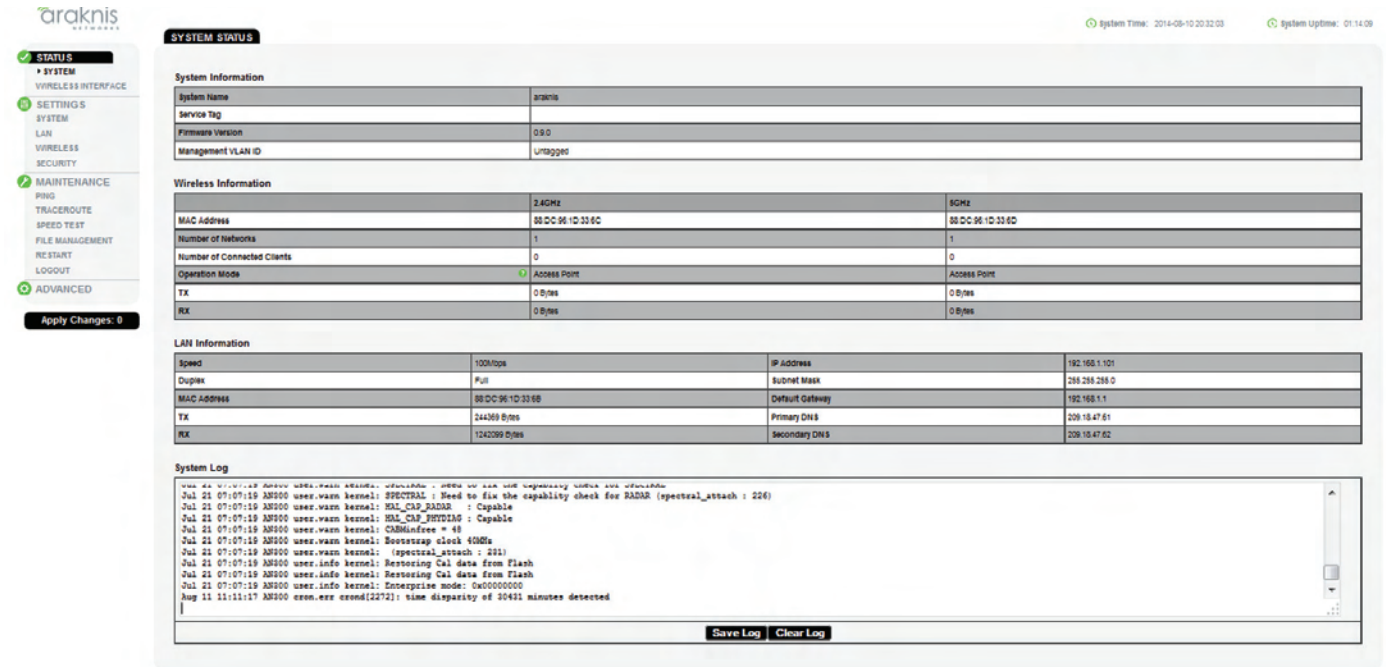 araknis
NETWORKS
System Time: 2014-08-10 20:32:03 System Uptime: 01:14:09
SYSTEM STATUS
STATUS
SYSTEM
WIRELESS INTERFACE
SETTINGS
SYSTEM
LAN
WIRELESS
SECURITY
MAINTENANCE
PING
TRACEROUTE
SPEED TEST
FILE MANAGEMENT
RESTART
LOGOUT
ADVANCED
Apply Changes: 0
System Information
System Name araknis
Service Tag
Firmware Version 0.9.0
Management VLAN ID Untagged
Wireless Information
2.4GHz 5GHz
MAC Address 88:DC:96:1D:33:6C 88:DC:96:1D:33:6D
Number of Networks 1 1
Number of Connected Clients 0 0
Operation Mode Access Point Access Point
TX 0 Bytes 0 Bytes
RX 0 Bytes 0 Bytes
LAN Information
Speed 100Mbps IP Address 192.168.1.101
Duplex Full Subnet Mask 255.255.255.0
MAC Address 88:DC:96:1D:33:6B Default Gateway 192.168.1.1
TX 244369 Bytes Primary DNS 209.18.47.61
RX 1242099 Bytes Secondary DNS 209.18.47.62
System Log
Jul 21 07:07:19 AN300 user.warn kernel: SPECTRAL : Need to fix the capablity check for RADAR (spectral_attach : 226)
Jul 21 07:07:19 AN300 user.warn kernel: HAL_CAP_RADAR : Capable
Jul 21 07:07:19 AN300 user.warn kernel: HAL_CAP_PHYDIAG : Capable
Jul 21 07:07:19 AN300 user.warn kernel: CABMinfree = 48
Jul 21 07:07:19 AN300 user.warn kernel: Bootstrap clock 40MHz
Jul 21 07:07:19 AN300 user.warn kernel: (spectral_attach : 231)
Jul 21 07:07:19 AN300 user.info kernel: Restoring Cal data from Flash
Jul 21 07:07:19 AN300 user.info kernel: Restoring Cal data from Flash
Jul 21 07:07:19 AN300 user.info kernel: Enterprise mode: 0x00000000
Aug 11 11:11:17 AN300 cron.err crond[2272]: time disparity of 30431 minutes detected
Save Log Clear Log